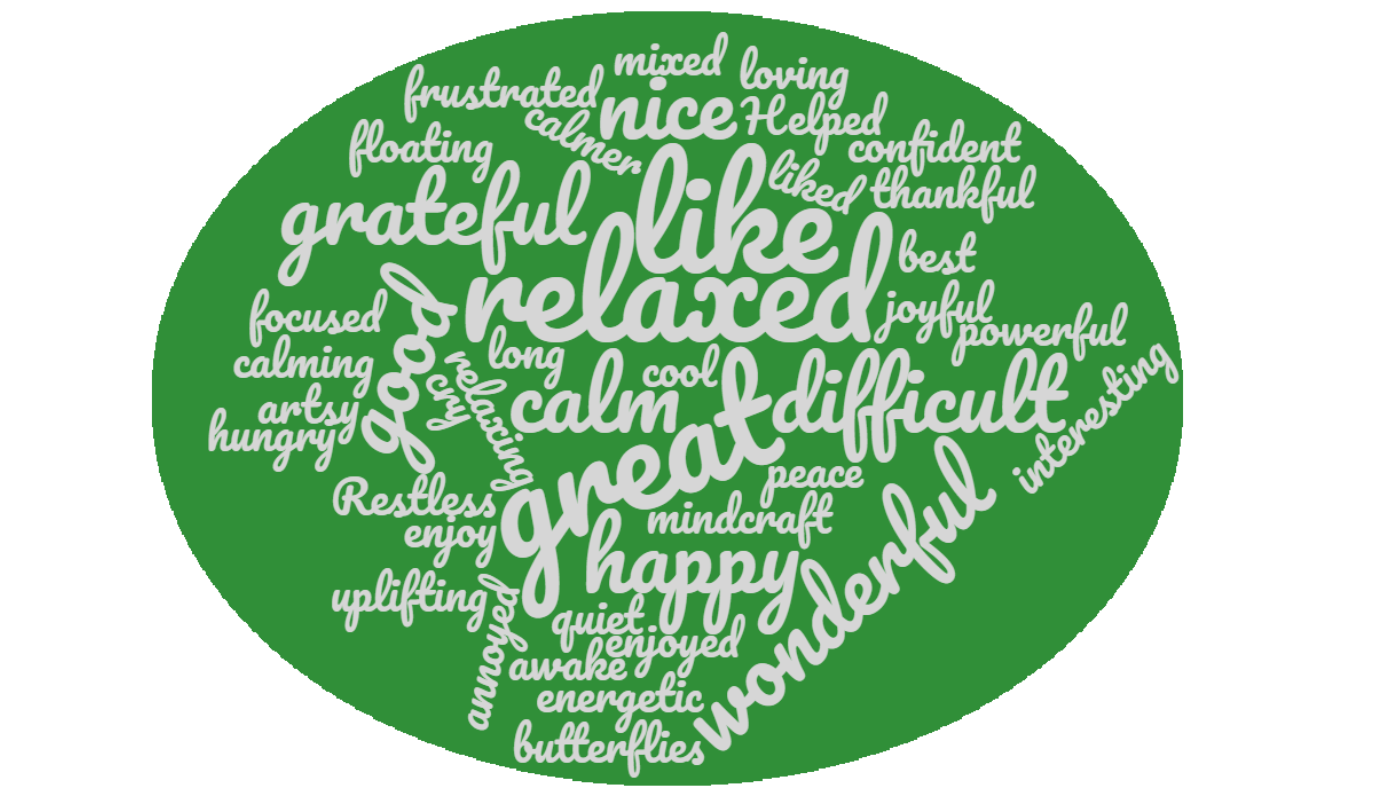 mixed
loving
frustrated
nice
Helped
calmer
floating
confident
like
liked
thankful
grateful
best
relaxed
joyful
focused
good
powerful
long
calming
cool
interesting
relaxing
cry
calm
difficult
artsy
hungry
great
peace
Restless
mindcraft
enjoy
happy
wonderful
uplifting
annoyed
quiet
enjoyed
awake
energetic
butterflies